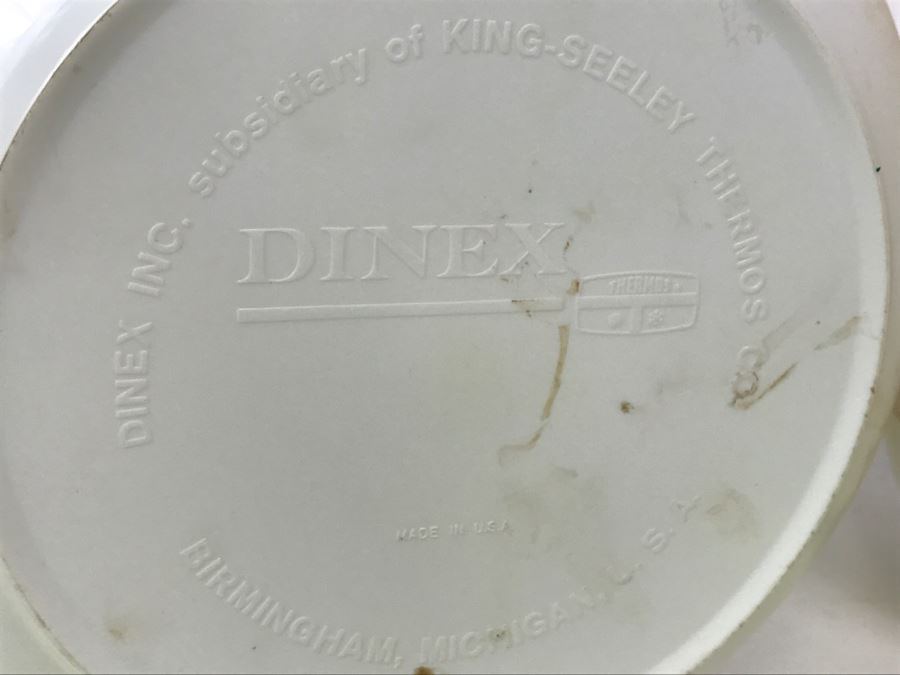 DINEX INC. subsidiary of KING-SEELEY THERMOS CO.
DINEX
THERMOS
MADE IN U.S.A.
BIRMINGHAM, MICHIGAN, U. S. A.